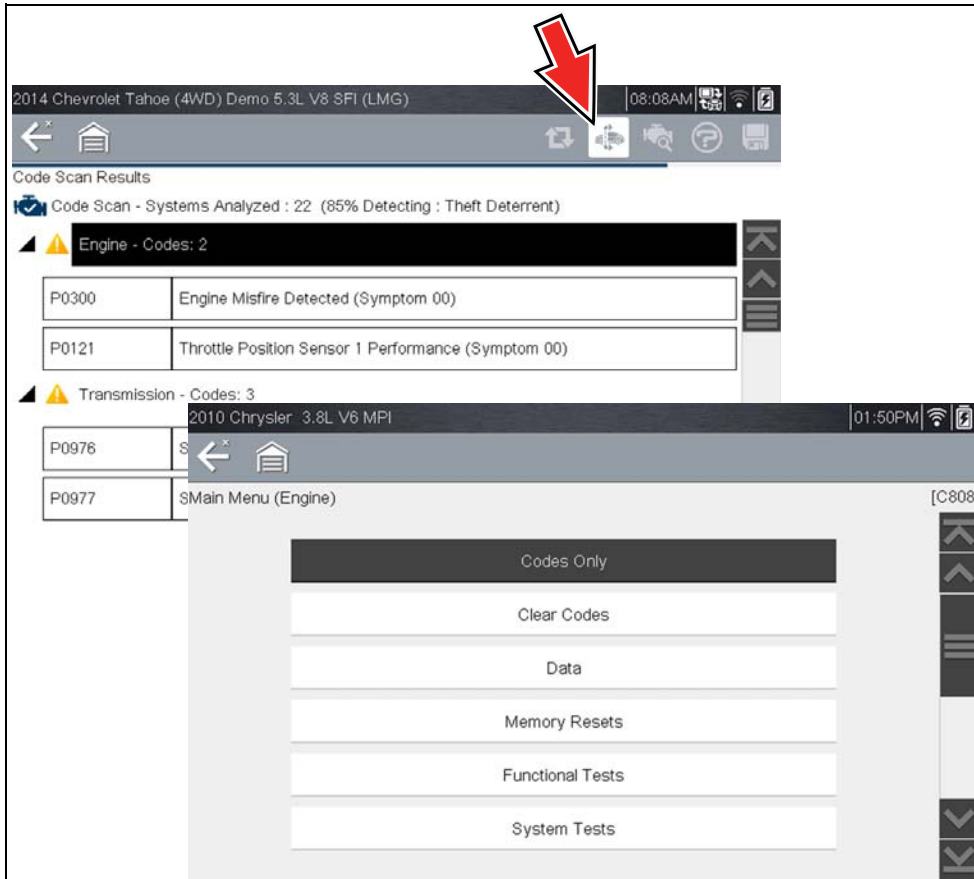 2014 Chevrolet Tahoe (4WD) Demo 5.3L V8 SFI (LMG) 08:08AM
Code Scan Results
Code Scan - Systems Analyzed : 22 (85% Detecting : Theft Deterrent)
Engine - Codes: 2
P0300 Engine Misfire Detected (Symptom 00)
P0121 Throttle Position Sensor 1 Performance (Symptom 00)
Transmission - Codes: 3
P0976 S
P0977 S
2010 Chrysler 3.8L V6 MPI 01:50PM
Main Menu (Engine) [C808
Codes Only
Clear Codes
Data
Memory Resets
Functional Tests
System Tests